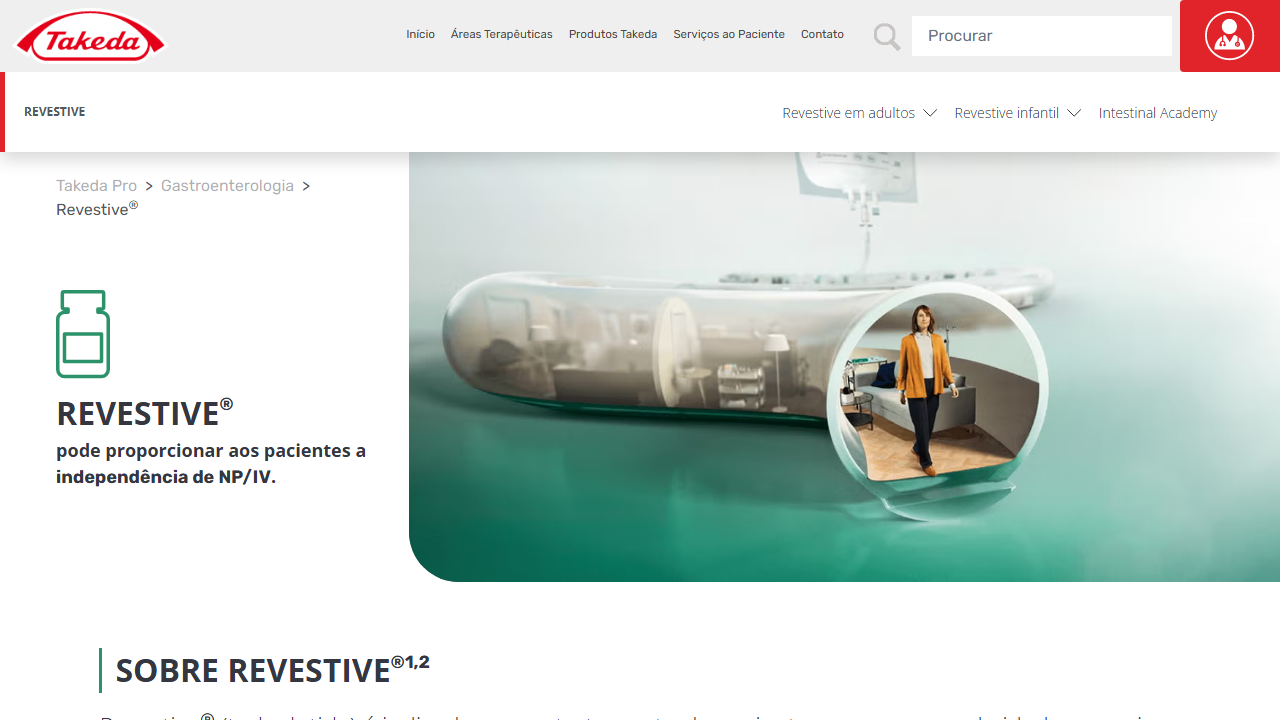 Takeda
Início
Áreas Terapêuticas
Produtos Takeda
Serviços ao Paciente
Contato
Procurar
REVESTIVE
Revestive em adultos
Revestive infantil
Intestinal Academy
Takeda Pro > Gastroenterologia >
Revestive®
REVESTIVE®
pode proporcionar aos pacientes a
independência de NP/IV.
SOBRE REVESTIVE®1,2